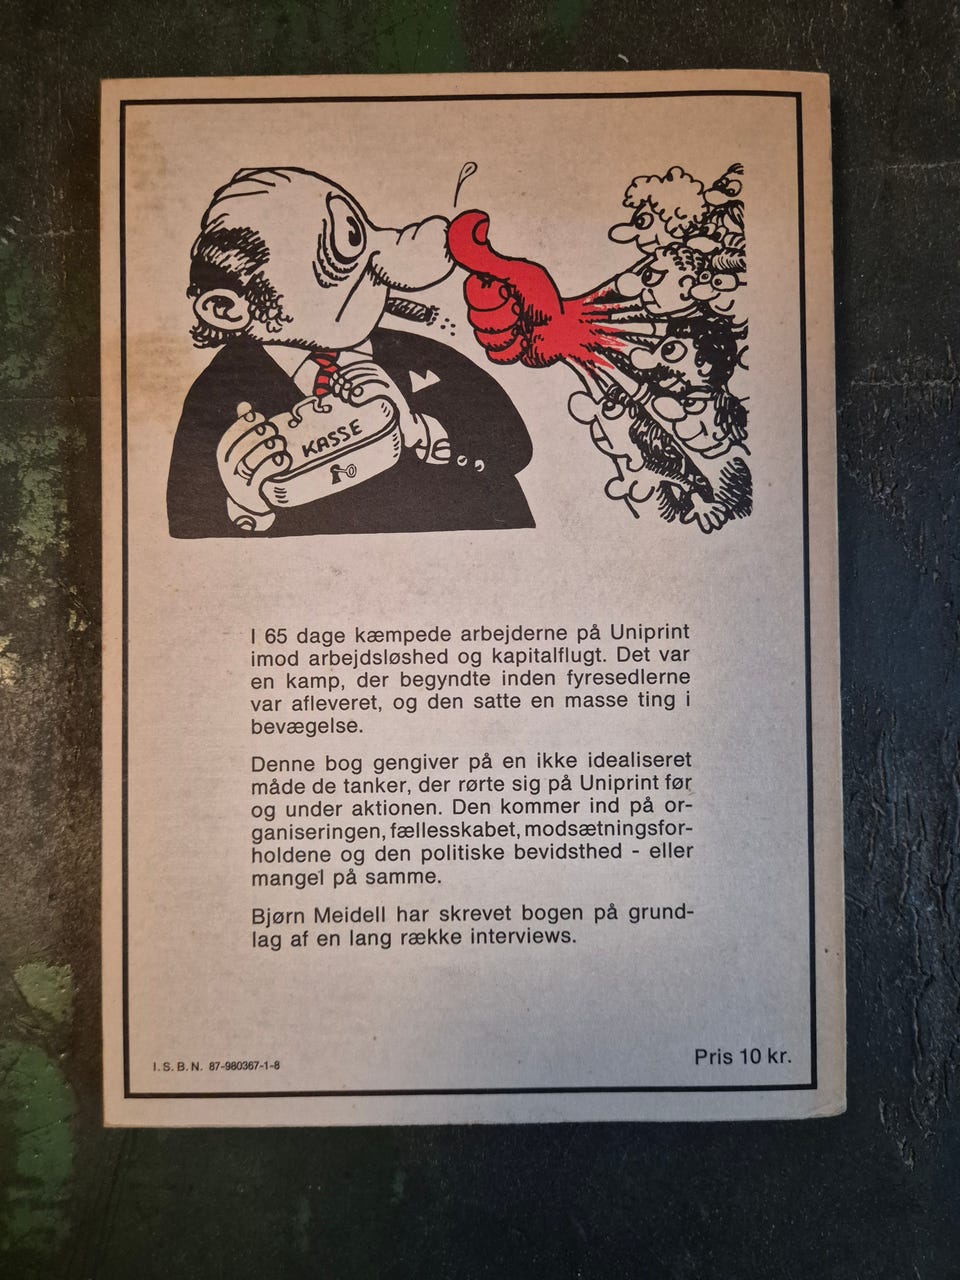 KASSE
I 65 dage kæmpede arbejderne på Uniprint
imod arbejdsløshed og kapitalflugt. Det var
en kamp, der begyndte inden fyresedlerne
var afleveret, og den satte en masse ting i
bevægelse.
Denne bog gengiver på en ikke idealiseret
måde de tanker, der rørte sig på Uniprint før
og under aktionen. Den kommer ind på or-
ganiseringen, fællesskabet, modsætningsfor-
holdene og den politiske bevidsthed - eller
mangel på samme.
Bjørn Meidell har skrevet bogen på grund-
lag af en lang række interviews.
I.S.B.N. 87-980367-1-8
Pris 10 kr.